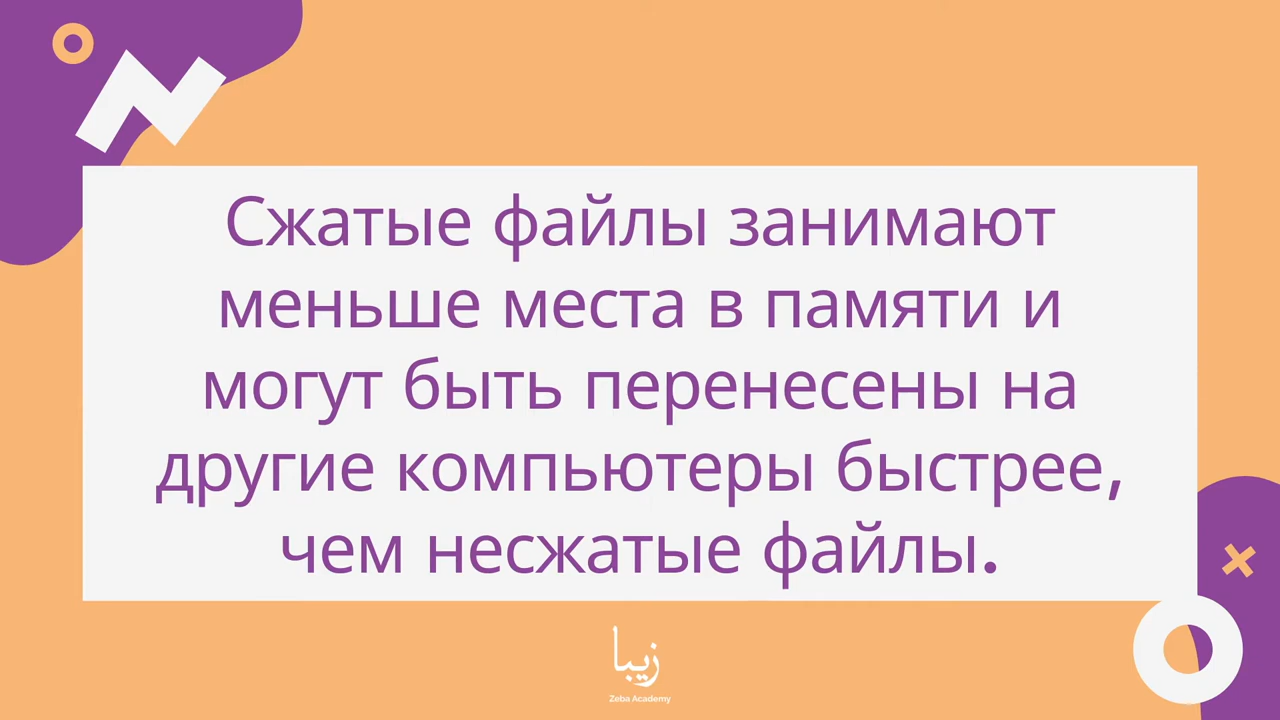 Сжатые файлы занимают
меньше места в памяти и
могут быть перенесены на
другие компьютеры быстрее,
чем несжатые файлы.
زيبا
Zeba Academy